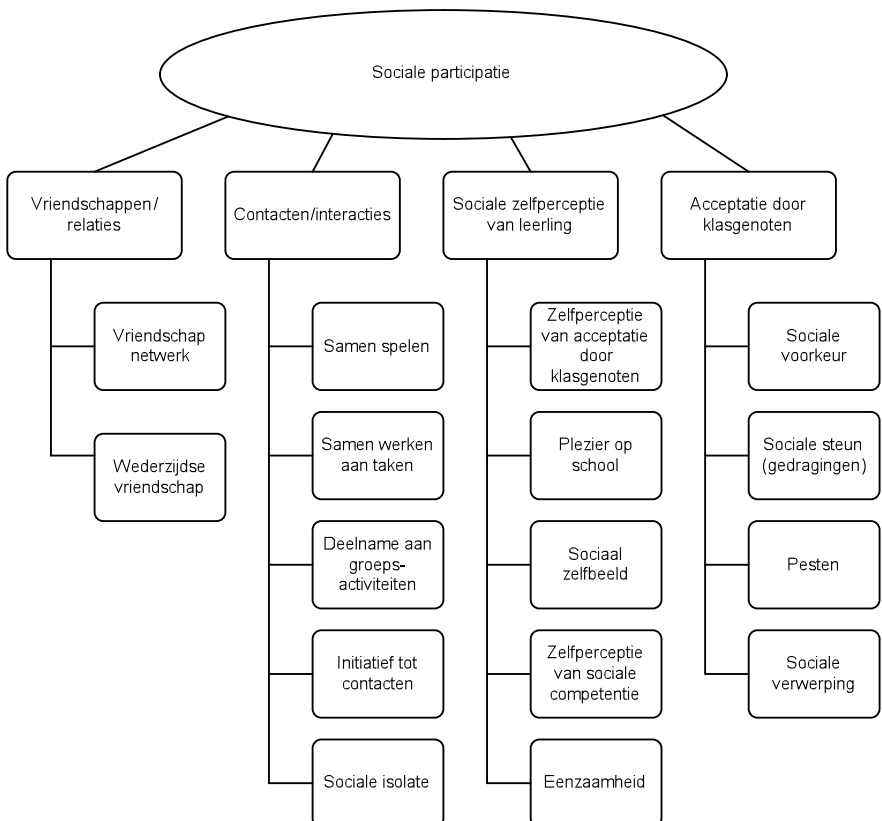 Sociale participatie
Vriendschappen/
relaties
Contacten/interacties
Sociale zelfperceptie
van leerling
Acceptatie door
klasgenoten
Vriendschap
netwerk
Wederzijdse
vriendschap
Samen spelen
Samen werken
aan taken
Deelname aan
groeps-
activiteiten
Initiatief tot
contacten
Sociale isolate
Zelfperceptie
van acceptatie
door
klasgenoten
Plezier op
school
Sociaal
zelfbeeld
Zelfperceptie
van sociale
competentie
Eenzaamheid
Sociale
voorkeur
Sociale steun
(gedragingen)
Pesten
Sociale
verwerping